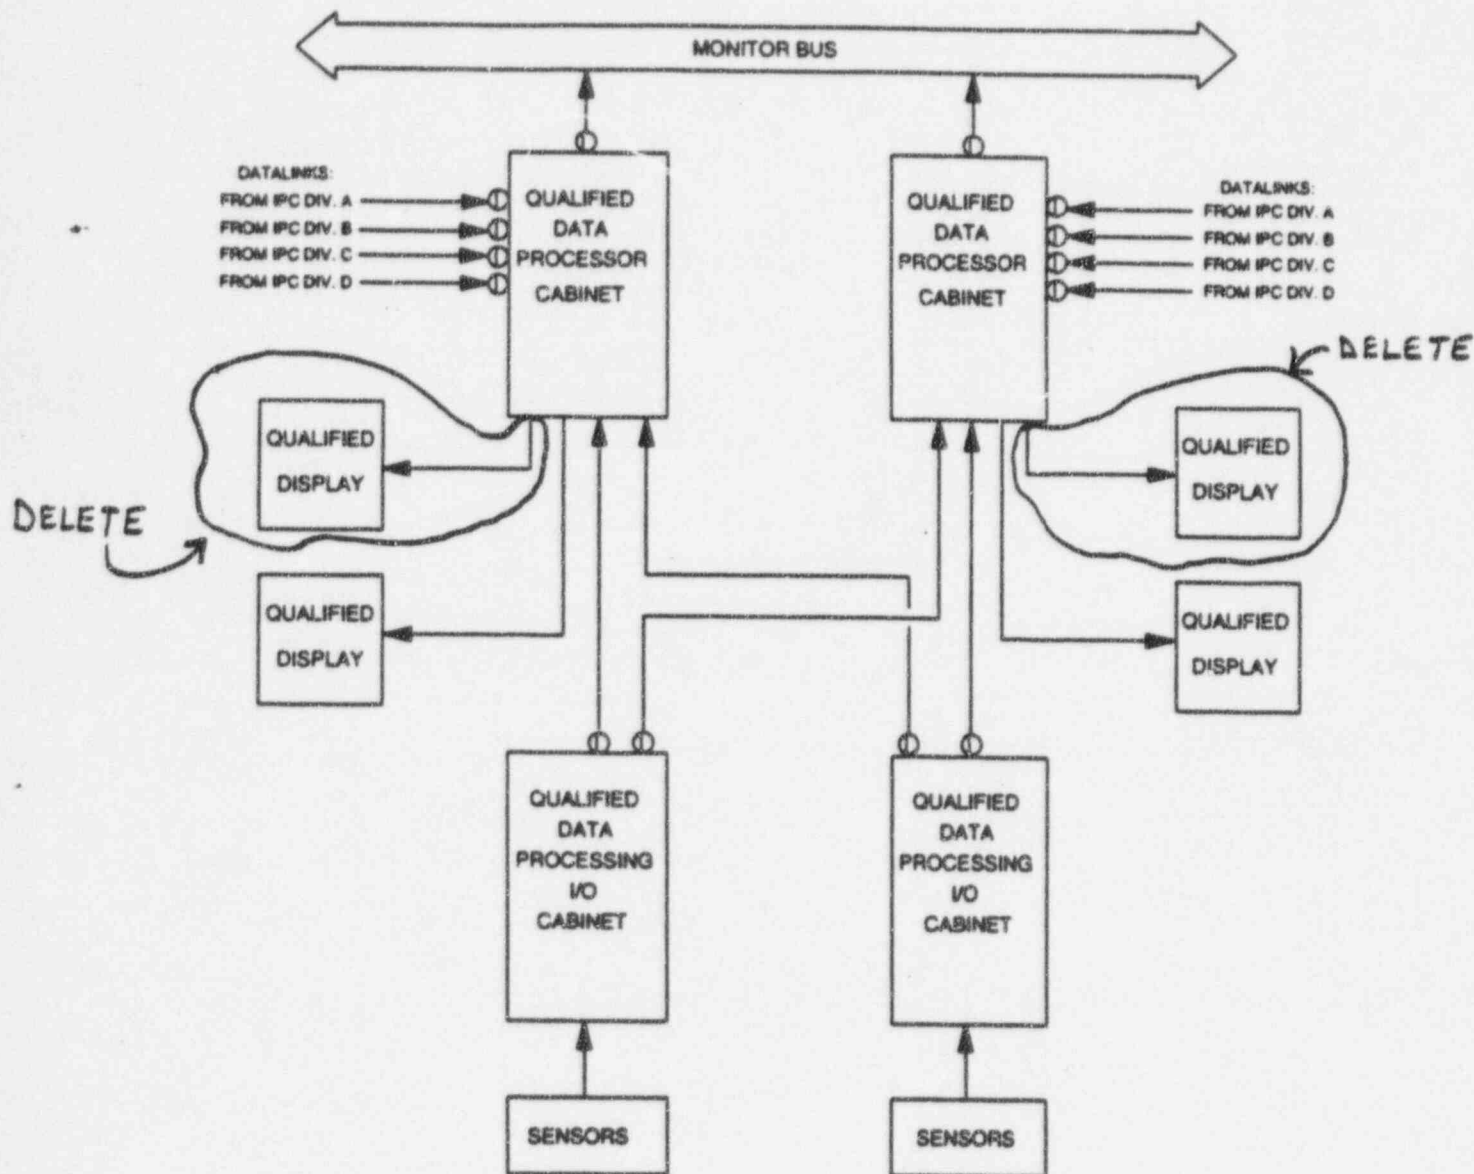 MONITOR BUS
DATALINKS:
FROM IPC DIV. A
FROM IPC DIV. B
FROM IPC DIV. C
FROM IPC DIV. D
QUALIFIED
DATA
PROCESSOR
CABINET
QUALIFIED
DATA
PROCESSOR
CABINET
DATALINKS:
FROM IPC DIV. A
FROM IPC DIV. B
FROM IPC DIV. C
FROM IPC DIV. D
DELETE
QUALIFIED
DISPLAY
QUALIFIED
DISPLAY
DELETE
QUALIFIED
DISPLAY
QUALIFIED
DISPLAY
QUALIFIED
DATA
PROCESSING
I/O
CABINET
QUALIFIED
DATA
PROCESSING
I/O
CABINET
SENSORS
SENSORS